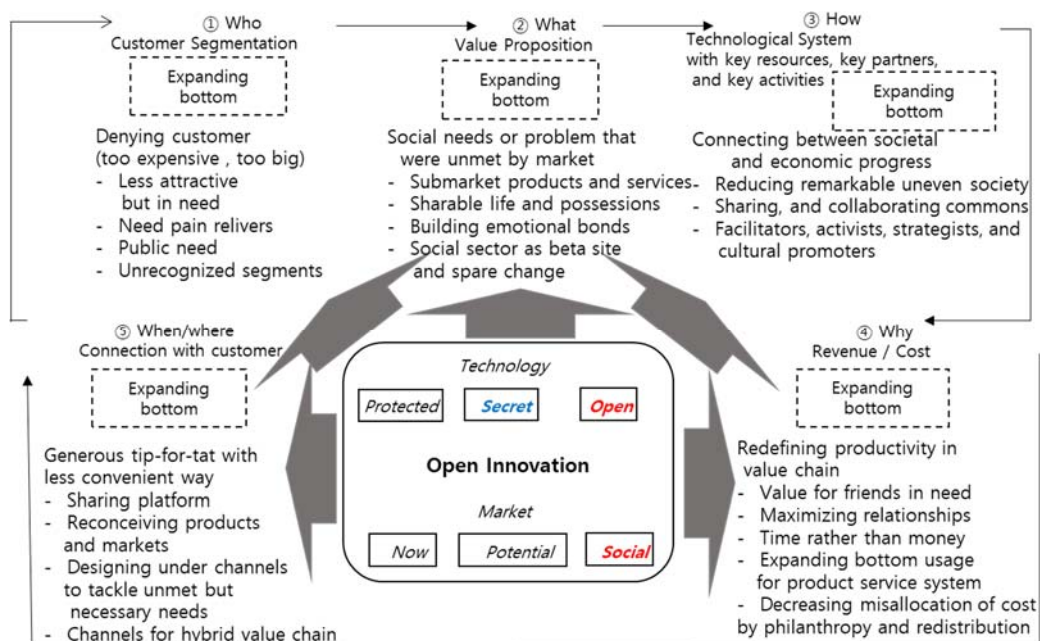 ① Who
Customer Segmentation
Expanding
bottom
Denying customer
(too expensive , too big)
- Less attractive
but in need
- Need pain relivers
- Public need
- Unrecognized segments
② What
Value Proposition
Expanding
bottom
Social needs or problem that
were unmet by market
- Submarket products and services
- Sharable life and possessions
- Building emotional bonds
- Social sector as beta site
and spare change
③ How
Technological System
with key resources, key partners,
and key activities
Expanding
bottom
Connecting between societal
and economic progress
- Reducing remarkable uneven society
- Sharing, and collaborating commons
- Facilitators, activists, strategists, and
cultural promoters
⑤ When/where
Connection with customer
Expanding
bottom
Generous tip-for-tat with
less convenient way
- Sharing platform
- Reconceiving products
and markets
- Designing under channels
to tackle unmet but
necessary needs
- Channels for hybrid value chain
Technology
Protected
Secret
Open
Open Innovation
Market
Now
Potential
Social
④ Why
Revenue / Cost
Expanding
bottom
Redefining productivity in
value chain
- Value for friends in need
- Maximizing relationships
- Time rather than money
- Expanding bottom usage
for product service system
- Decreasing misallocation of cost
by philanthropy and redistribution